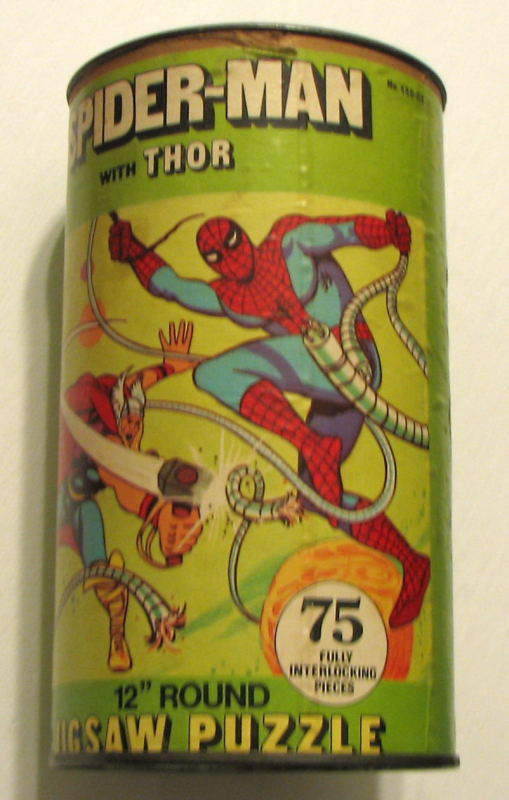 SPIDER-MAN
WITH THOR
75
FULLY
INTERLOCKING
PIECES
12" ROUND
JIGSAW PUZZLE